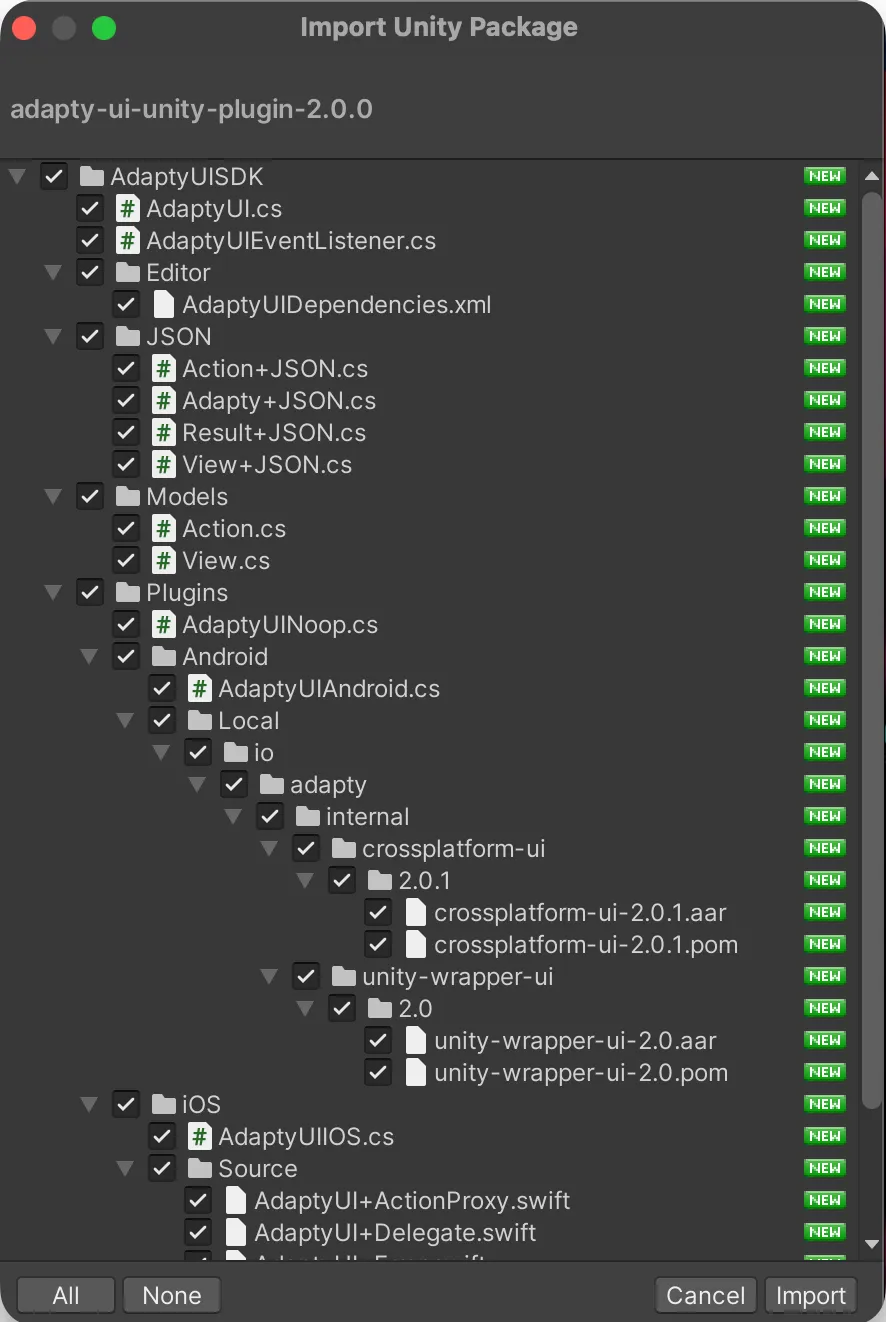 Import Unity Package
adapty-ui-unity-plugin-2.0.0
AdaptyUISDK NEW
# AdaptyUI.cs NEW
# AdaptyUIEventListener.cs NEW
Editor NEW
AdaptyUIDependencies.xml NEW
JSON NEW
# Action+JSON.cs NEW
# Adapty+JSON.cs NEW
# Result+JSON.cs NEW
# View+JSON.cs NEW
Models NEW
# Action.cs NEW
# View.cs NEW
Plugins NEW
# AdaptyUINoop.cs NEW
Android NEW
# AdaptyUIAndroid.cs NEW
Local NEW
io NEW
adapty NEW
internal NEW
crossplatform-ui NEW
2.0.1 NEW
crossplatform-ui-2.0.1.aar NEW
crossplatform-ui-2.0.1.pom NEW
unity-wrapper-ui NEW
2.0 NEW
unity-wrapper-ui-2.0.aar NEW
unity-wrapper-ui-2.0.pom NEW
iOS NEW
# AdaptyUIIOS.cs NEW
Source NEW
AdaptyUI+ActionProxy.swift NEW
AdaptyUI+Delegate.swift NEW
All None Cancel Import